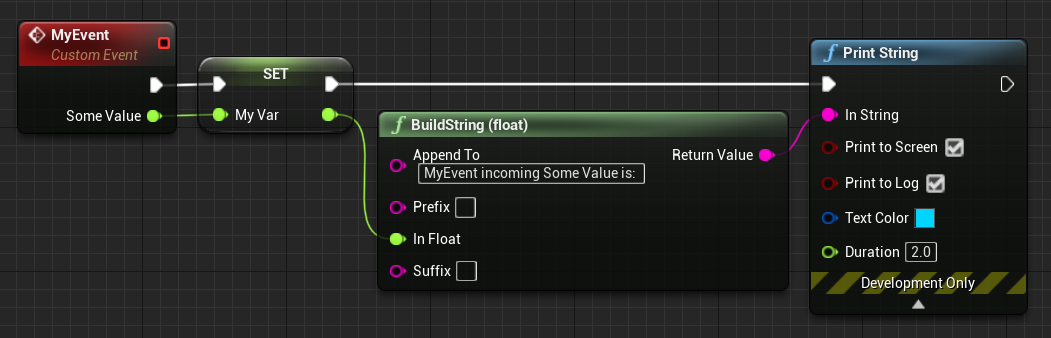 MyEvent
Custom Event
Some Value
SET
My Var
f BuildString (float)
Append To
MyEvent incoming Some Value is:
Prefix
In Float
Suffix
Return Value
f Print String
In String
Print to Screen
Print to Log
Text Color
Duration 2.0
Development Only